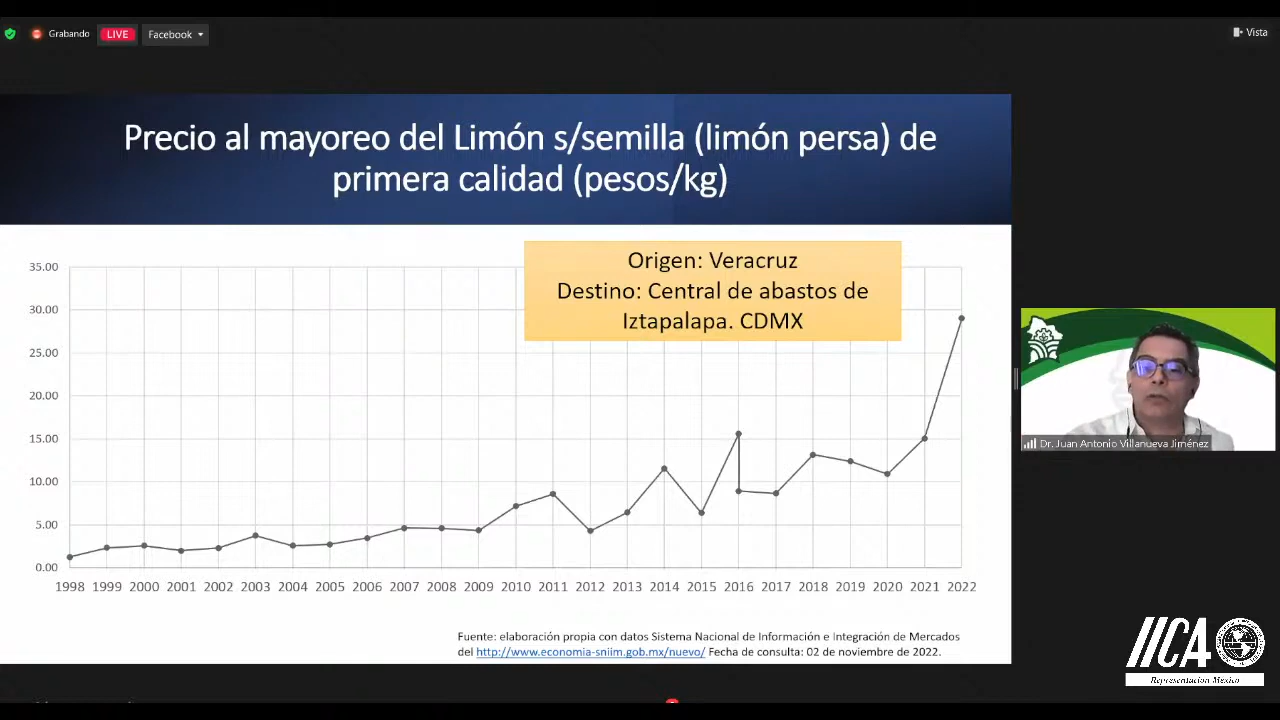 Grabando
LIVE
Facebook
Vista
Precio al mayoreo del Limón s/semilla (limón persa) de
primera calidad (pesos/kg)
Origen: Veracruz
Destino: Central de abastos de
Iztapalapa. CDMX
35.00
30.00
25.00
20.00
15.00
10.00
5.00
0.00
1998 1999 2000 2001 2002 2003 2004 2005 2006 2007 2008 2009 2010 2011 2012 2013 2014 2015 2016 2017 2018 2019 2020 2021 2022
Fuente: elaboración propia con datos Sistema Nacional de Información e Integración de Mercados
del http://www.economia-sniim.gob.mx/nuevo/ Fecha de consulta: 02 de noviembre de 2022.
Dr. Juan Antonio Villanueva Jiménez
IICA
Representación México